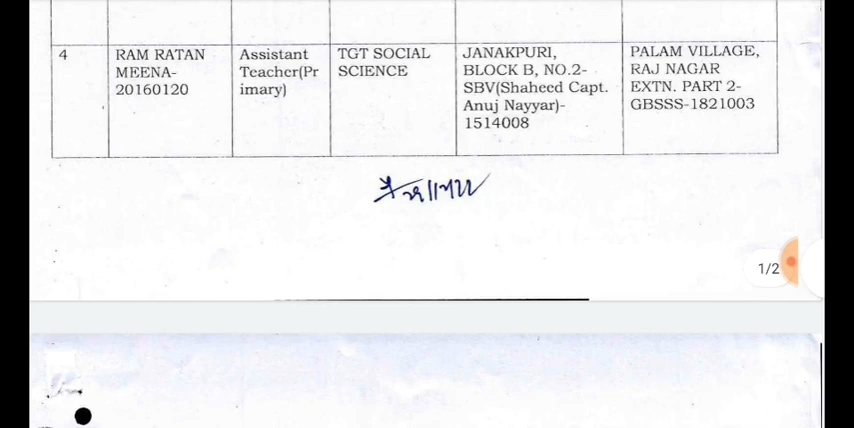 4
RAM RATAN
MEENA-
20160120
Assistant
Teacher(Pr
imary)
TGT SOCIAL
SCIENCE
JANAKPURI,
BLOCK B, NO.2-
SBV(Shaheed Capt.
Anuj Nayyar)-
1514008
PALAM VILLAGE,
RAJ NAGAR
EXTN. PART 2-
GBSSS-1821003
1/2